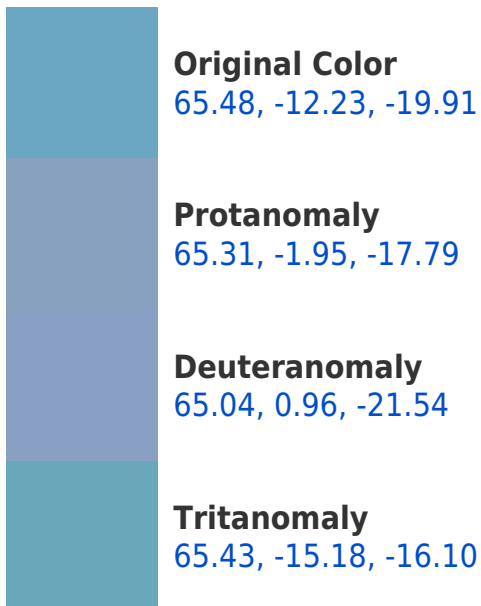 Original Color
65.48, -12.23, -19.91
Protanomaly
65.31, -1.95, -17.79
Deuteranomaly
65.04, 0.96, -21.54
Tritanomaly
65.43, -15.18, -16.10